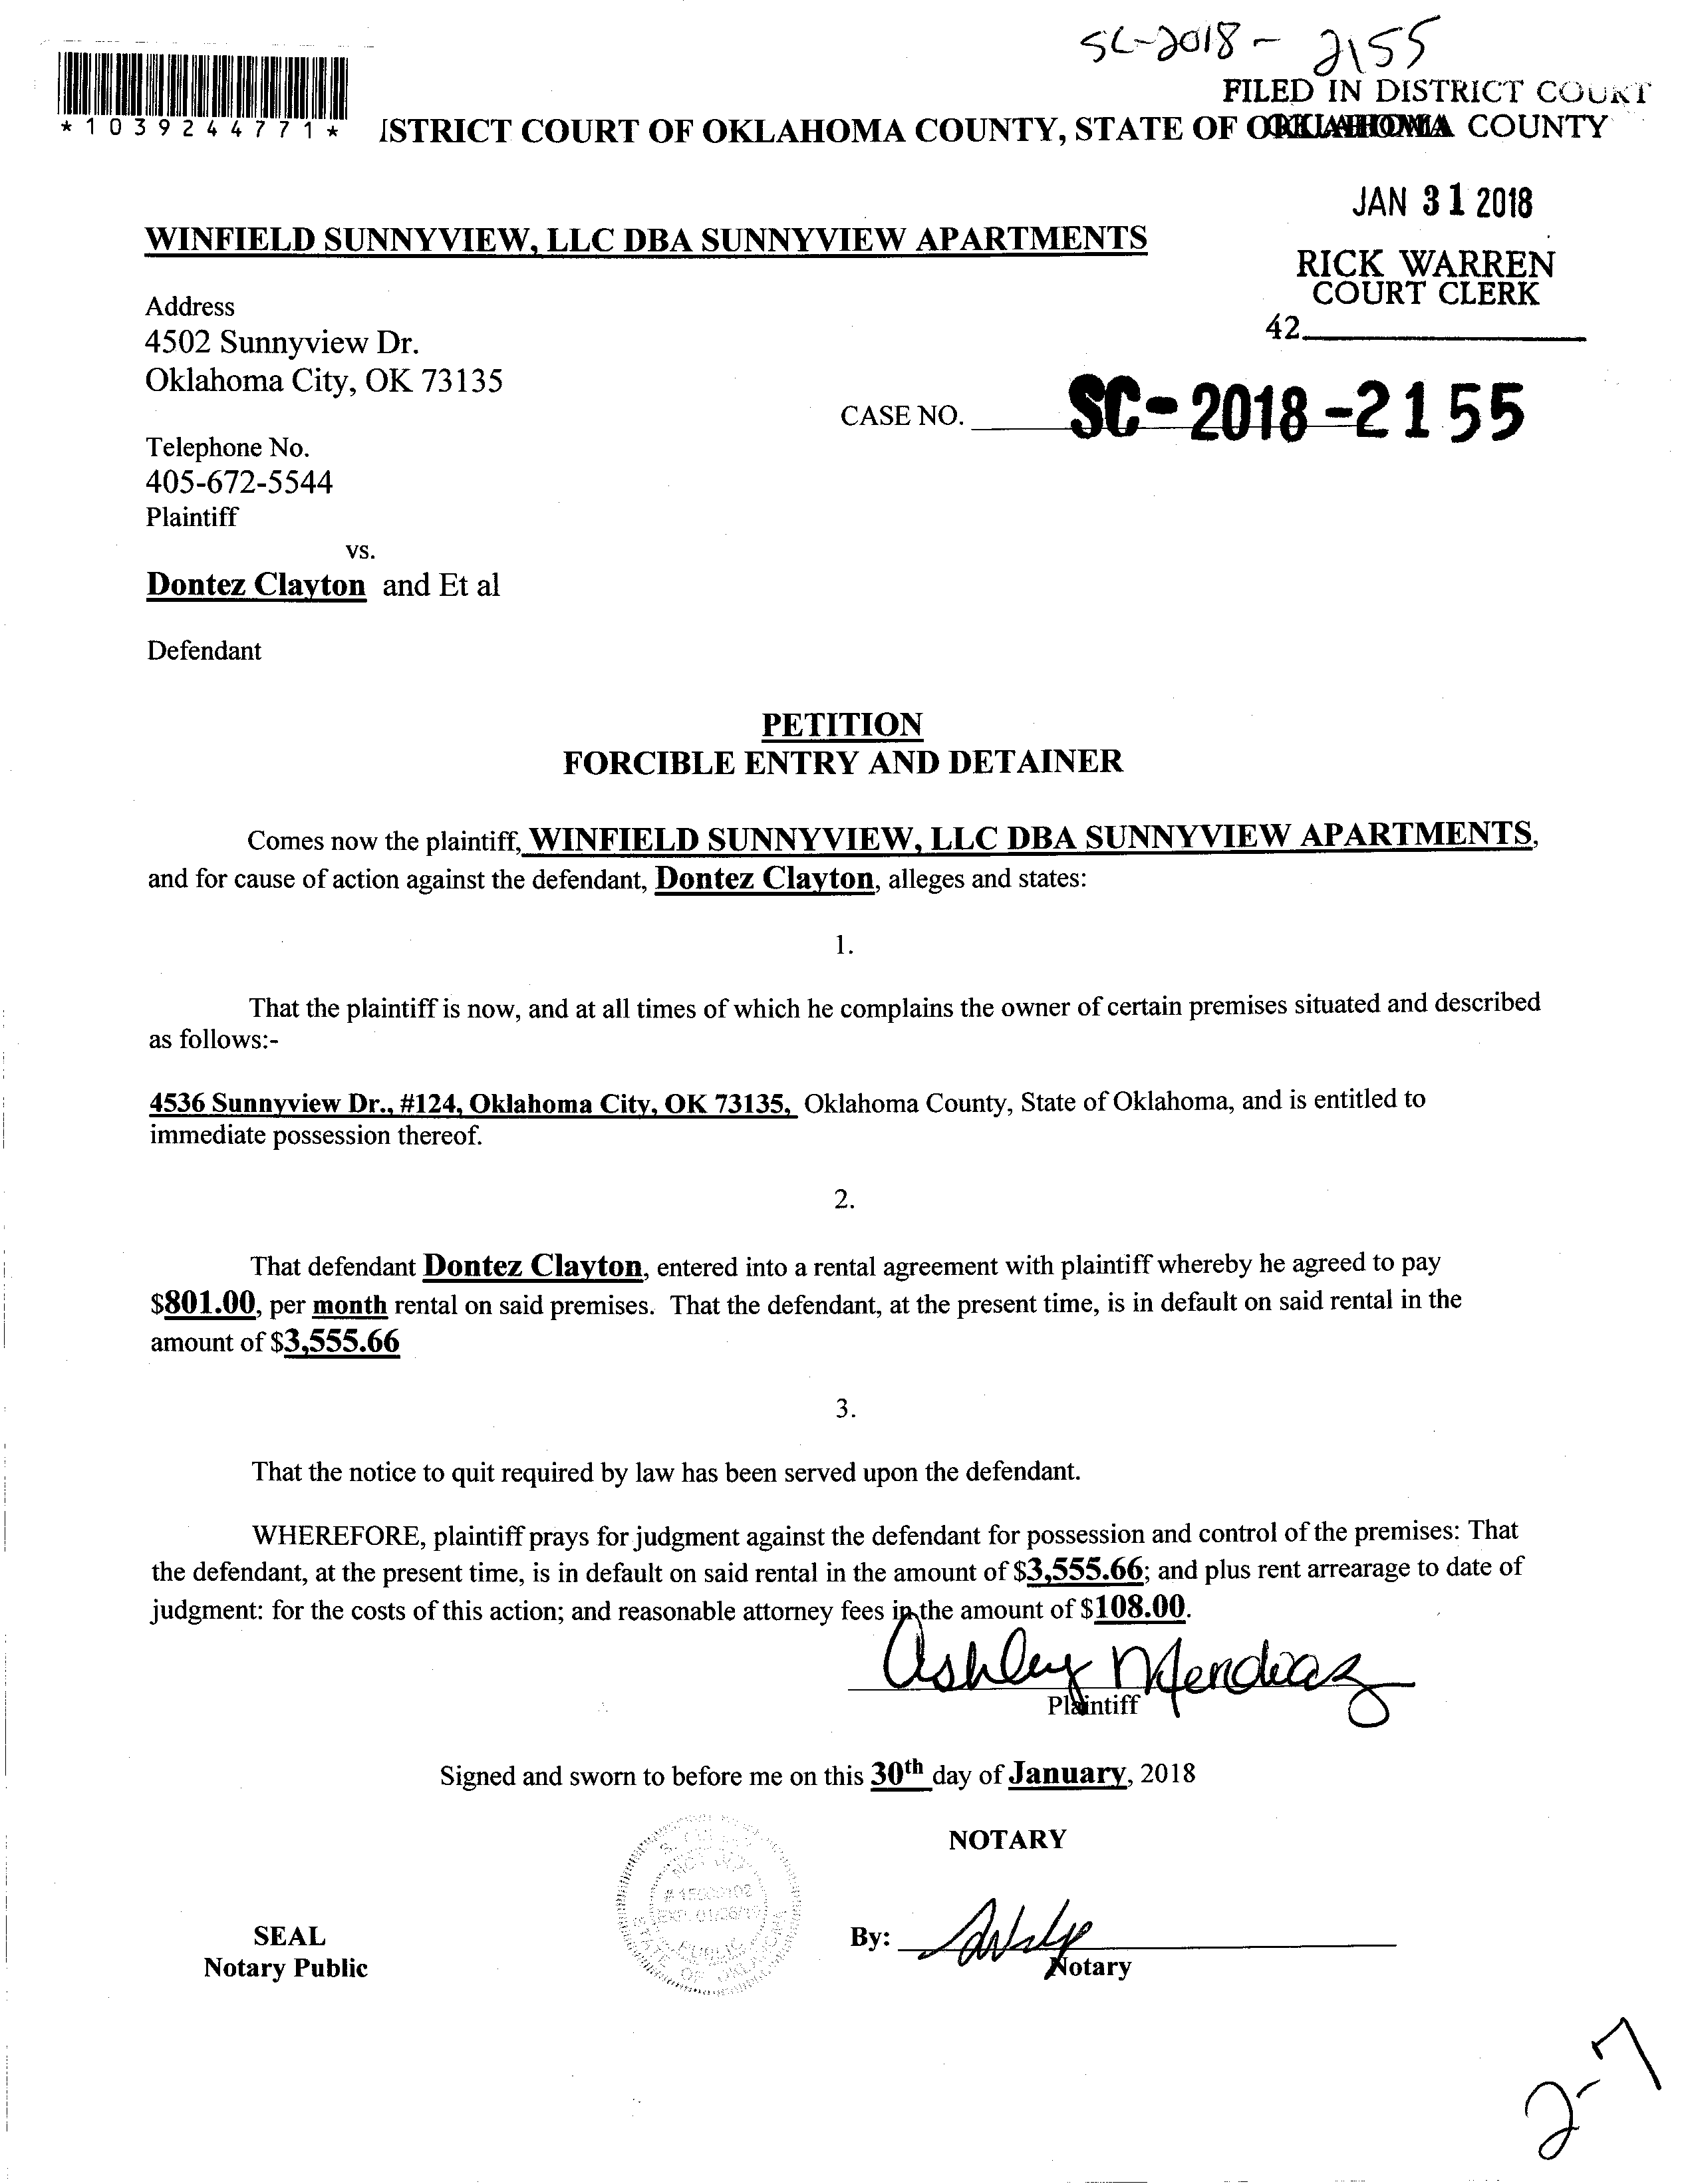 SC-2018-2155
FILED IN DISTRICT COURT
*1039244771*
ISTRICT COURT OF OKLAHOMA COUNTY, STATE OF OKLAHOMA
OKLAHOMA COUNTY
JAN 31 2018
WINFIELD SUNNYVIEW, LLC DBA SUNNYVIEW APARTMENTS
RICK WARREN
COURT CLERK
Address
42
4502 Sunnyview Dr.
Oklahoma City, OK 73135
CASE NO. SC-2018-2155
Telephone No.
405-672-5544
Plaintiff
vs.
Dontez Clayton and Et al
Defendant
PETITION
FORCIBLE ENTRY AND DETAINER
Comes now the plaintiff, WINFIELD SUNNYVIEW, LLC DBA SUNNYVIEW APARTMENTS,
and for cause of action against the defendant, Dontez Clayton, alleges and states:
1.
That the plaintiff is now, and at all times of which he complains the owner of certain premises situated and described
as follows:-
4536 Sunnyview Dr., #124, Oklahoma City, OK 73135, Oklahoma County, State of Oklahoma, and is entitled to
immediate possession thereof.
2.
That defendant Dontez Clayton, entered into a rental agreement with plaintiff whereby he agreed to pay
$801.00, per month rental on said premises. That the defendant, at the present time, is in default on said rental in the
amount of $3,555.66
3.
That the notice to quit required by law has been served upon the defendant.
WHEREFORE, plaintiff prays for judgment against the defendant for possession and control of the premises: That
the defendant, at the present time, is in default on said rental in the amount of $3,555.66; and plus rent arrearage to date of
judgment: for the costs of this action; and reasonable attorney fees in the amount of $108.00.
Ashley Mendiaz
Plaintiff
Signed and sworn to before me on this 30th day of January, 2018
NOTARY
SEAL
By:
Notary Public
Notary
PUBLIC
STATE OF OKLAHOMA
2-7